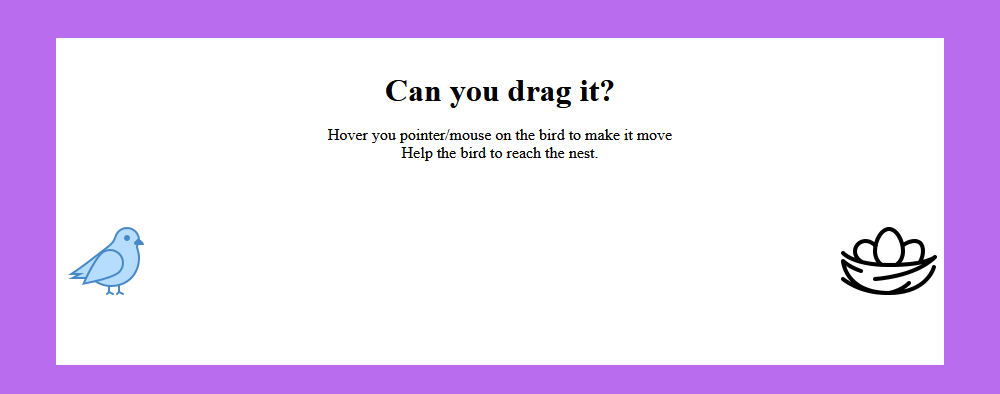 Can you drag it?
Hover you pointer/mouse on the bird to make it move
Help the bird to reach the nest.